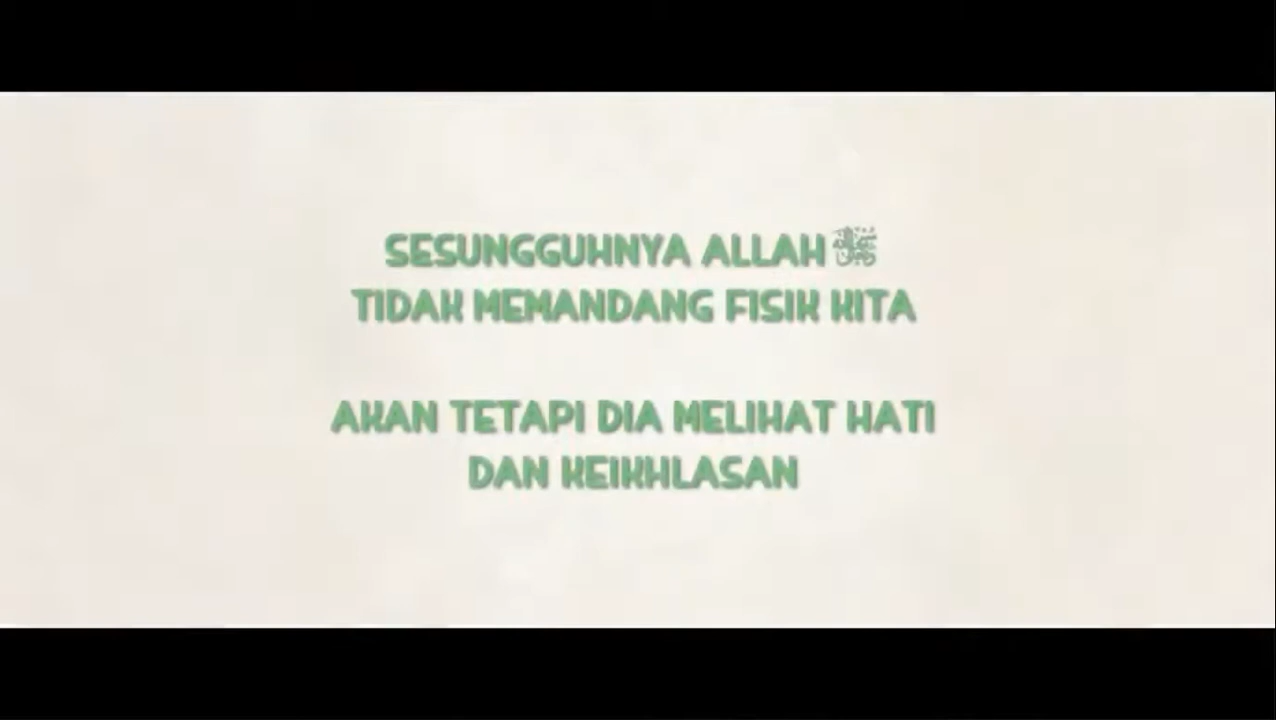 SESUNGGUHNYA ALLAH ﷻ
TIDAK MEMANDANG FISIK KITA
AKAN TETAPI DIA MELIHAT HATI
DAN KEIKHLASAN